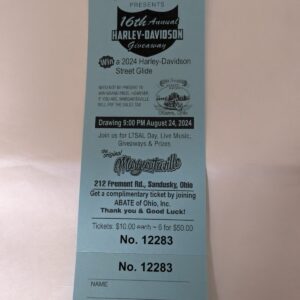 PRESENTS
16th Annual
HARLEY-DAVIDSON
Giveaway
Win a 2024 Harley-Davidson
Street Glide
Drawing 9:00 PM August 24, 2024
Join us for LTSAL Day, Live Music,
Giveaways & Prizes
the Original
Margaritaville
212 Fremont Rd., Sandusky, Ohio
Get a complimentary ticket by joining
ABATE of Ohio, Inc.
Thank you & Good Luck!
Tickets: $10.00 each ~ 6 for $50.00
No. 12283
No. 12283
NAME